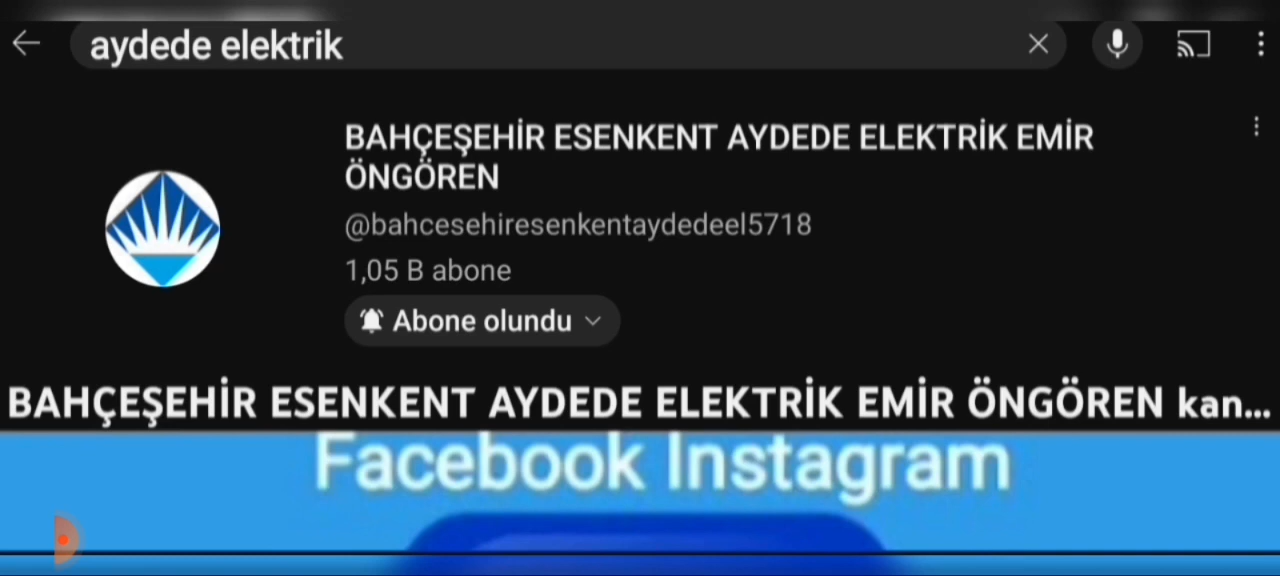 aydede elektrik
BAHÇEŞEHİR ESENKENT AYDEDE ELEKTRİK EMİR
ÖNGÖREN
@bahcesehiresenkentaydedeel5718
1,05 B abone
Abone olundu
BAHÇEŞEHİR ESENKENT AYDEDE ELEKTRİK EMİR ÖNGÖREN kan...
Facebook Instagram